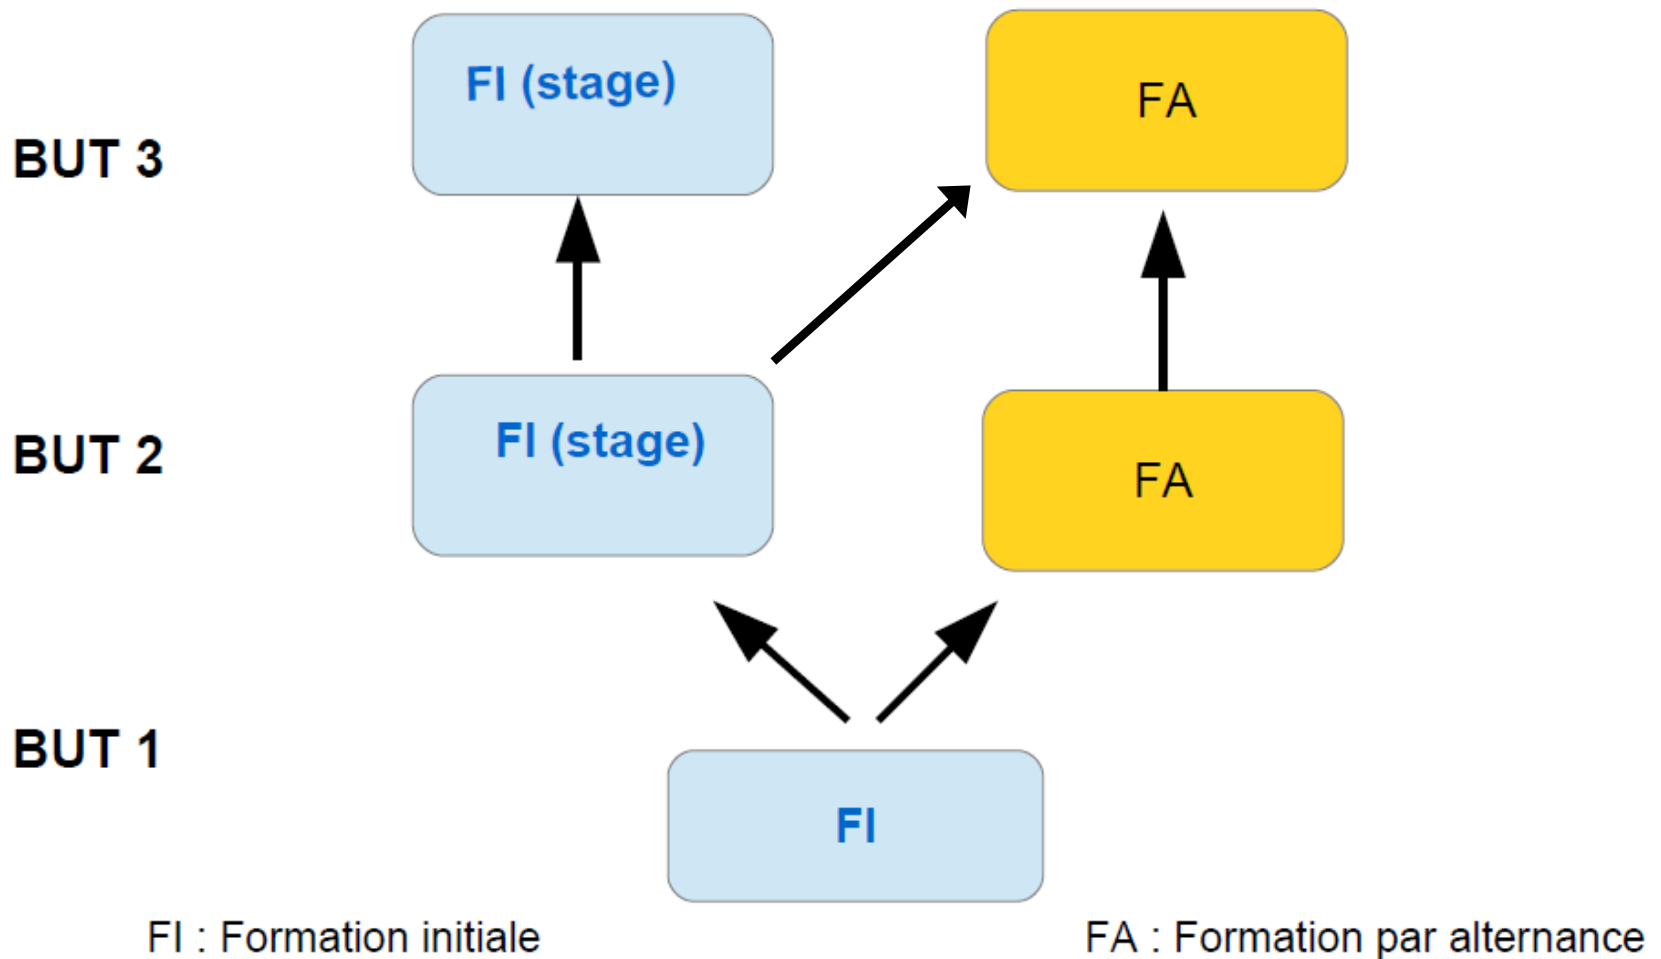 FI (stage)
FA
BUT 3
FI (stage)
FA
BUT 2
BUT 1
FI
FI : Formation initiale
FA : Formation par alternance